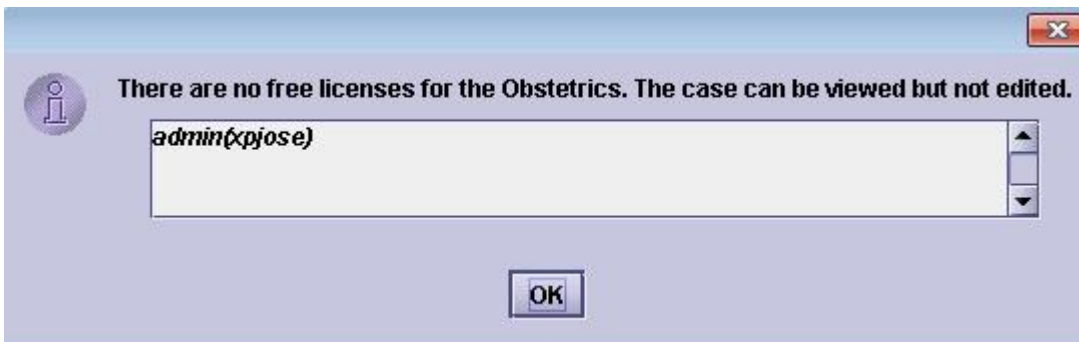 There are no free licenses for the Obstetrics. The case can be viewed but not edited.
admin(xpjose)
OK